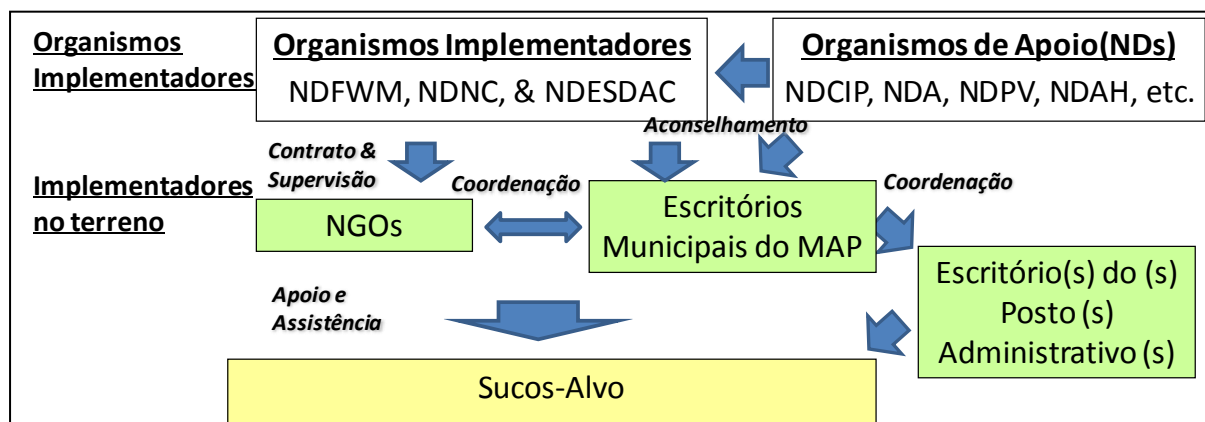 Organismos
Implementadores
Organismos Implementadores
NDFWM, NDNC, & NDESDAC
Organismos de Apoio(NDs)
NDCIP, NDA, NDPV, NDAH, etc.
Aconselhamento
Contrato &
Supervisão
Implementadores
no terreno
Coordenação
Coordenação
NGOs
Escritórios
Municipais do MAP
Escritório(s) do (s)
Posto (s)
Administrativo (s)
Apoio e
Assistência
Sucos-Alvo